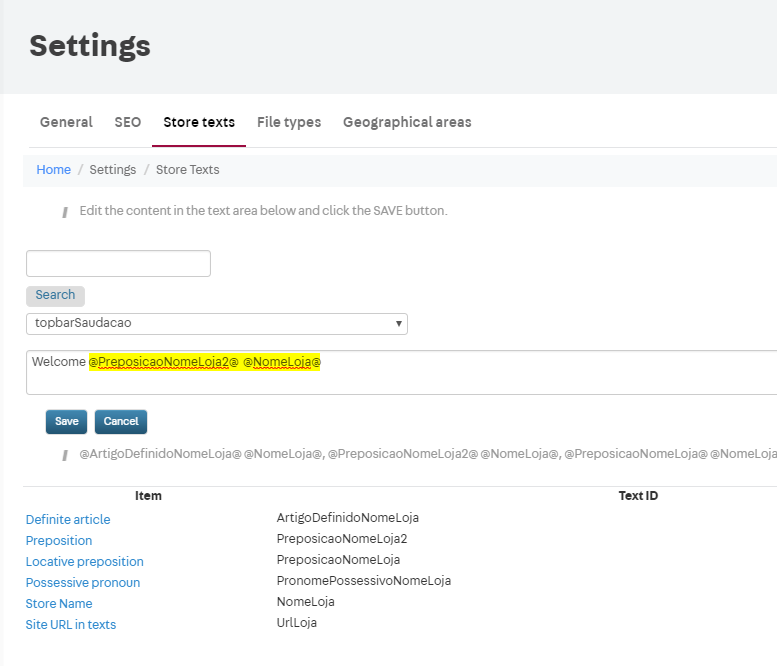 Settings
General SEO Store texts File types Geographical areas
Home / Settings / Store Texts
Edit the content in the text area below and click the SAVE button.
Search
topbarSaudacao
Welcome @PreposicaoNomeLoja2@ @NomeLoja@
Save Cancel
@ArtigoDefinidoNomeLoja@ @NomeLoja@, @PreposicaoNomeLoja2@ @NomeLoja@, @PreposicaoNomeLoja@ @NomeLoja
Item Text ID
Definite article ArtigoDefinidoNomeLoja
Preposition PreposicaoNomeLoja2
Locative preposition PreposicaoNomeLoja
Possessive pronoun PronomePossessivoNomeLoja
Store Name NomeLoja
Site URL in texts UrlLoja